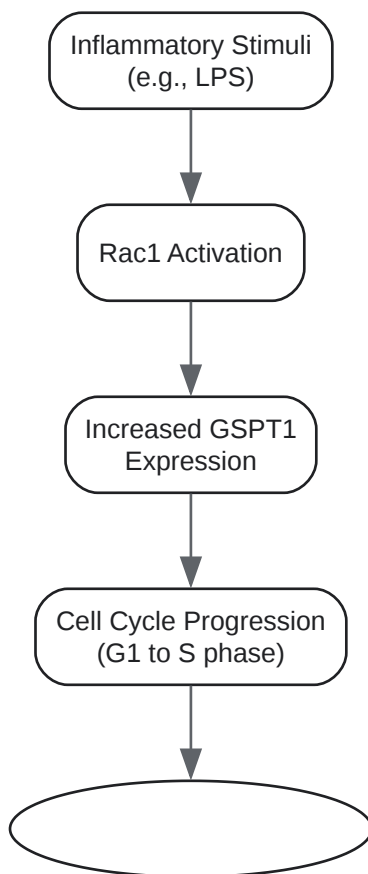 Inflammatory Stimuli
(e.g., LPS)
Rac1 Activation
Increased GSPT1
Expression
Cell Cycle Progression
(G1 to S phase)